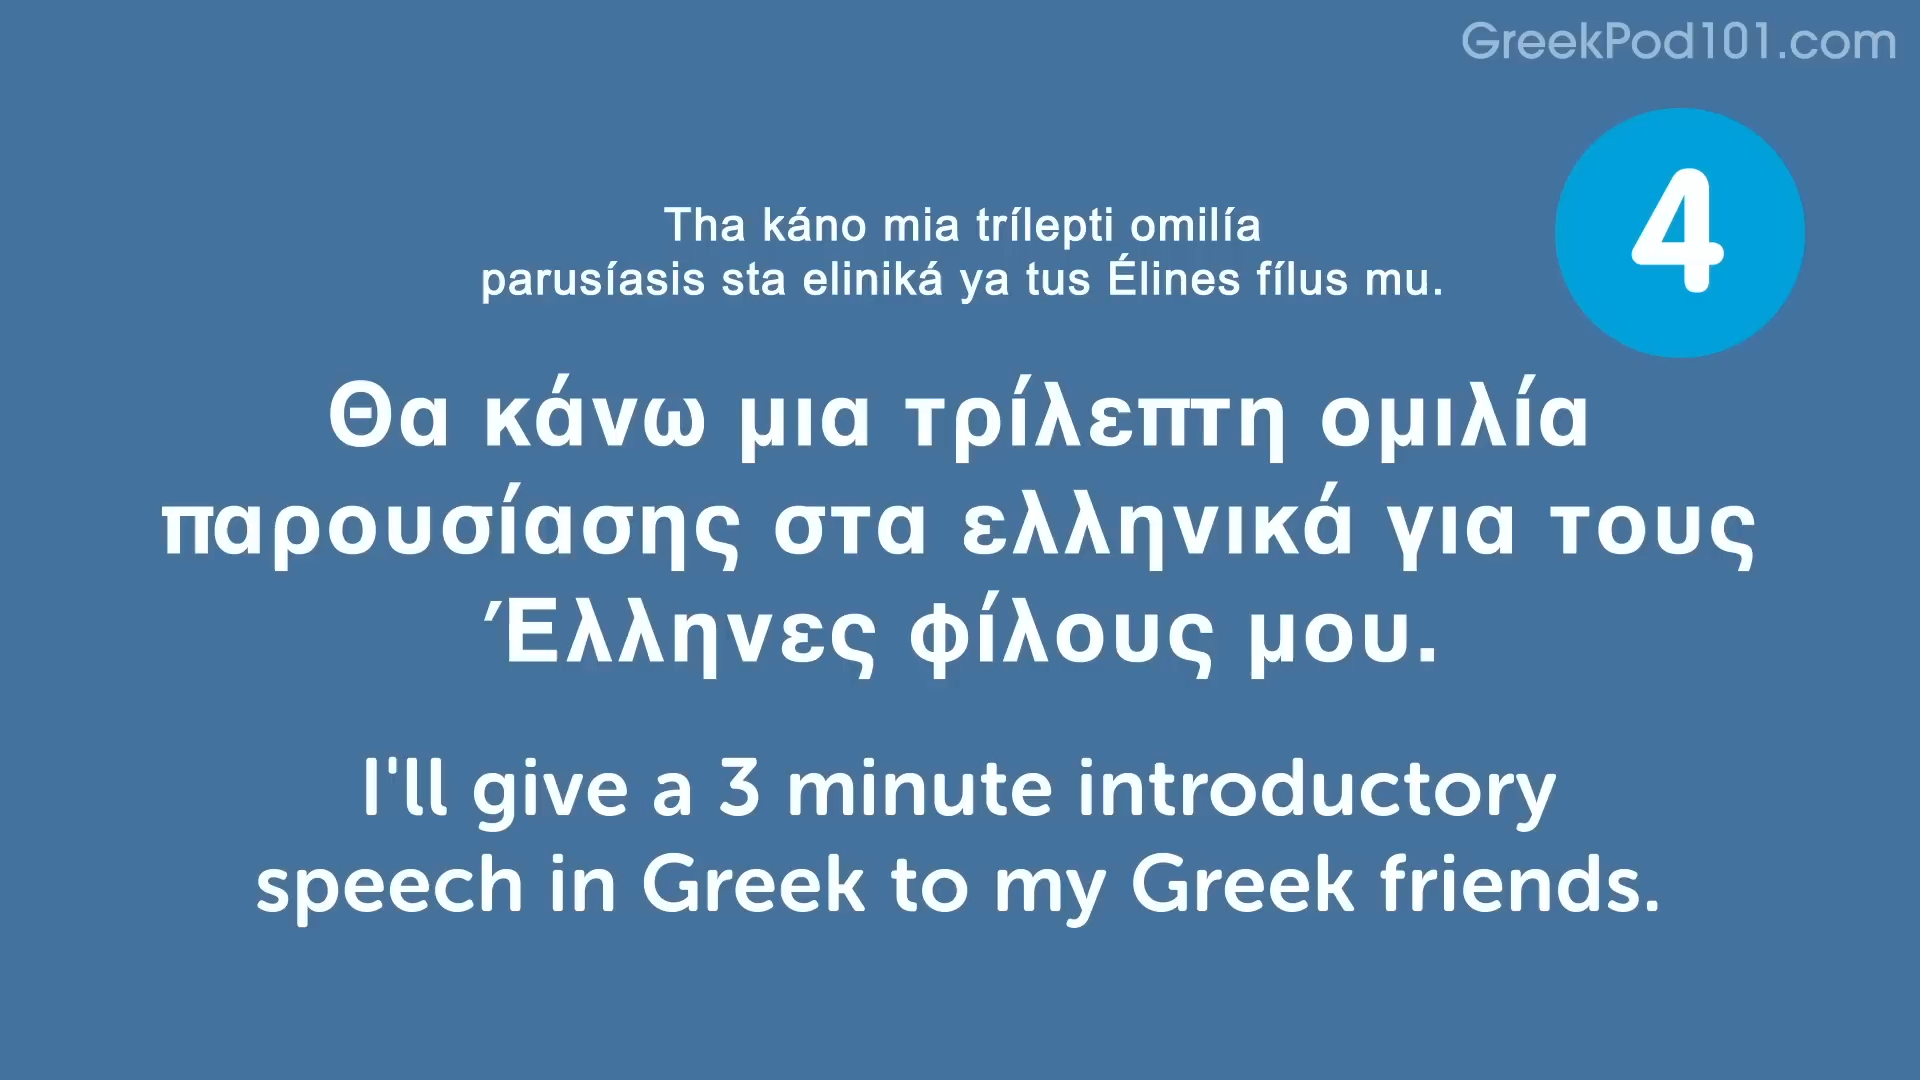 GreekPod101.com
4
Tha káno mia trílepti omilía
parusíasis sta eliniká ya tus Élines fílus mu.
Θα κάνω μια τρίλεπτη ομιλία
παρουσίασης στα ελληνικά για τους
Έλληνες φίλους μου.
I'll give a 3 minute introductory
speech in Greek to my Greek friends.